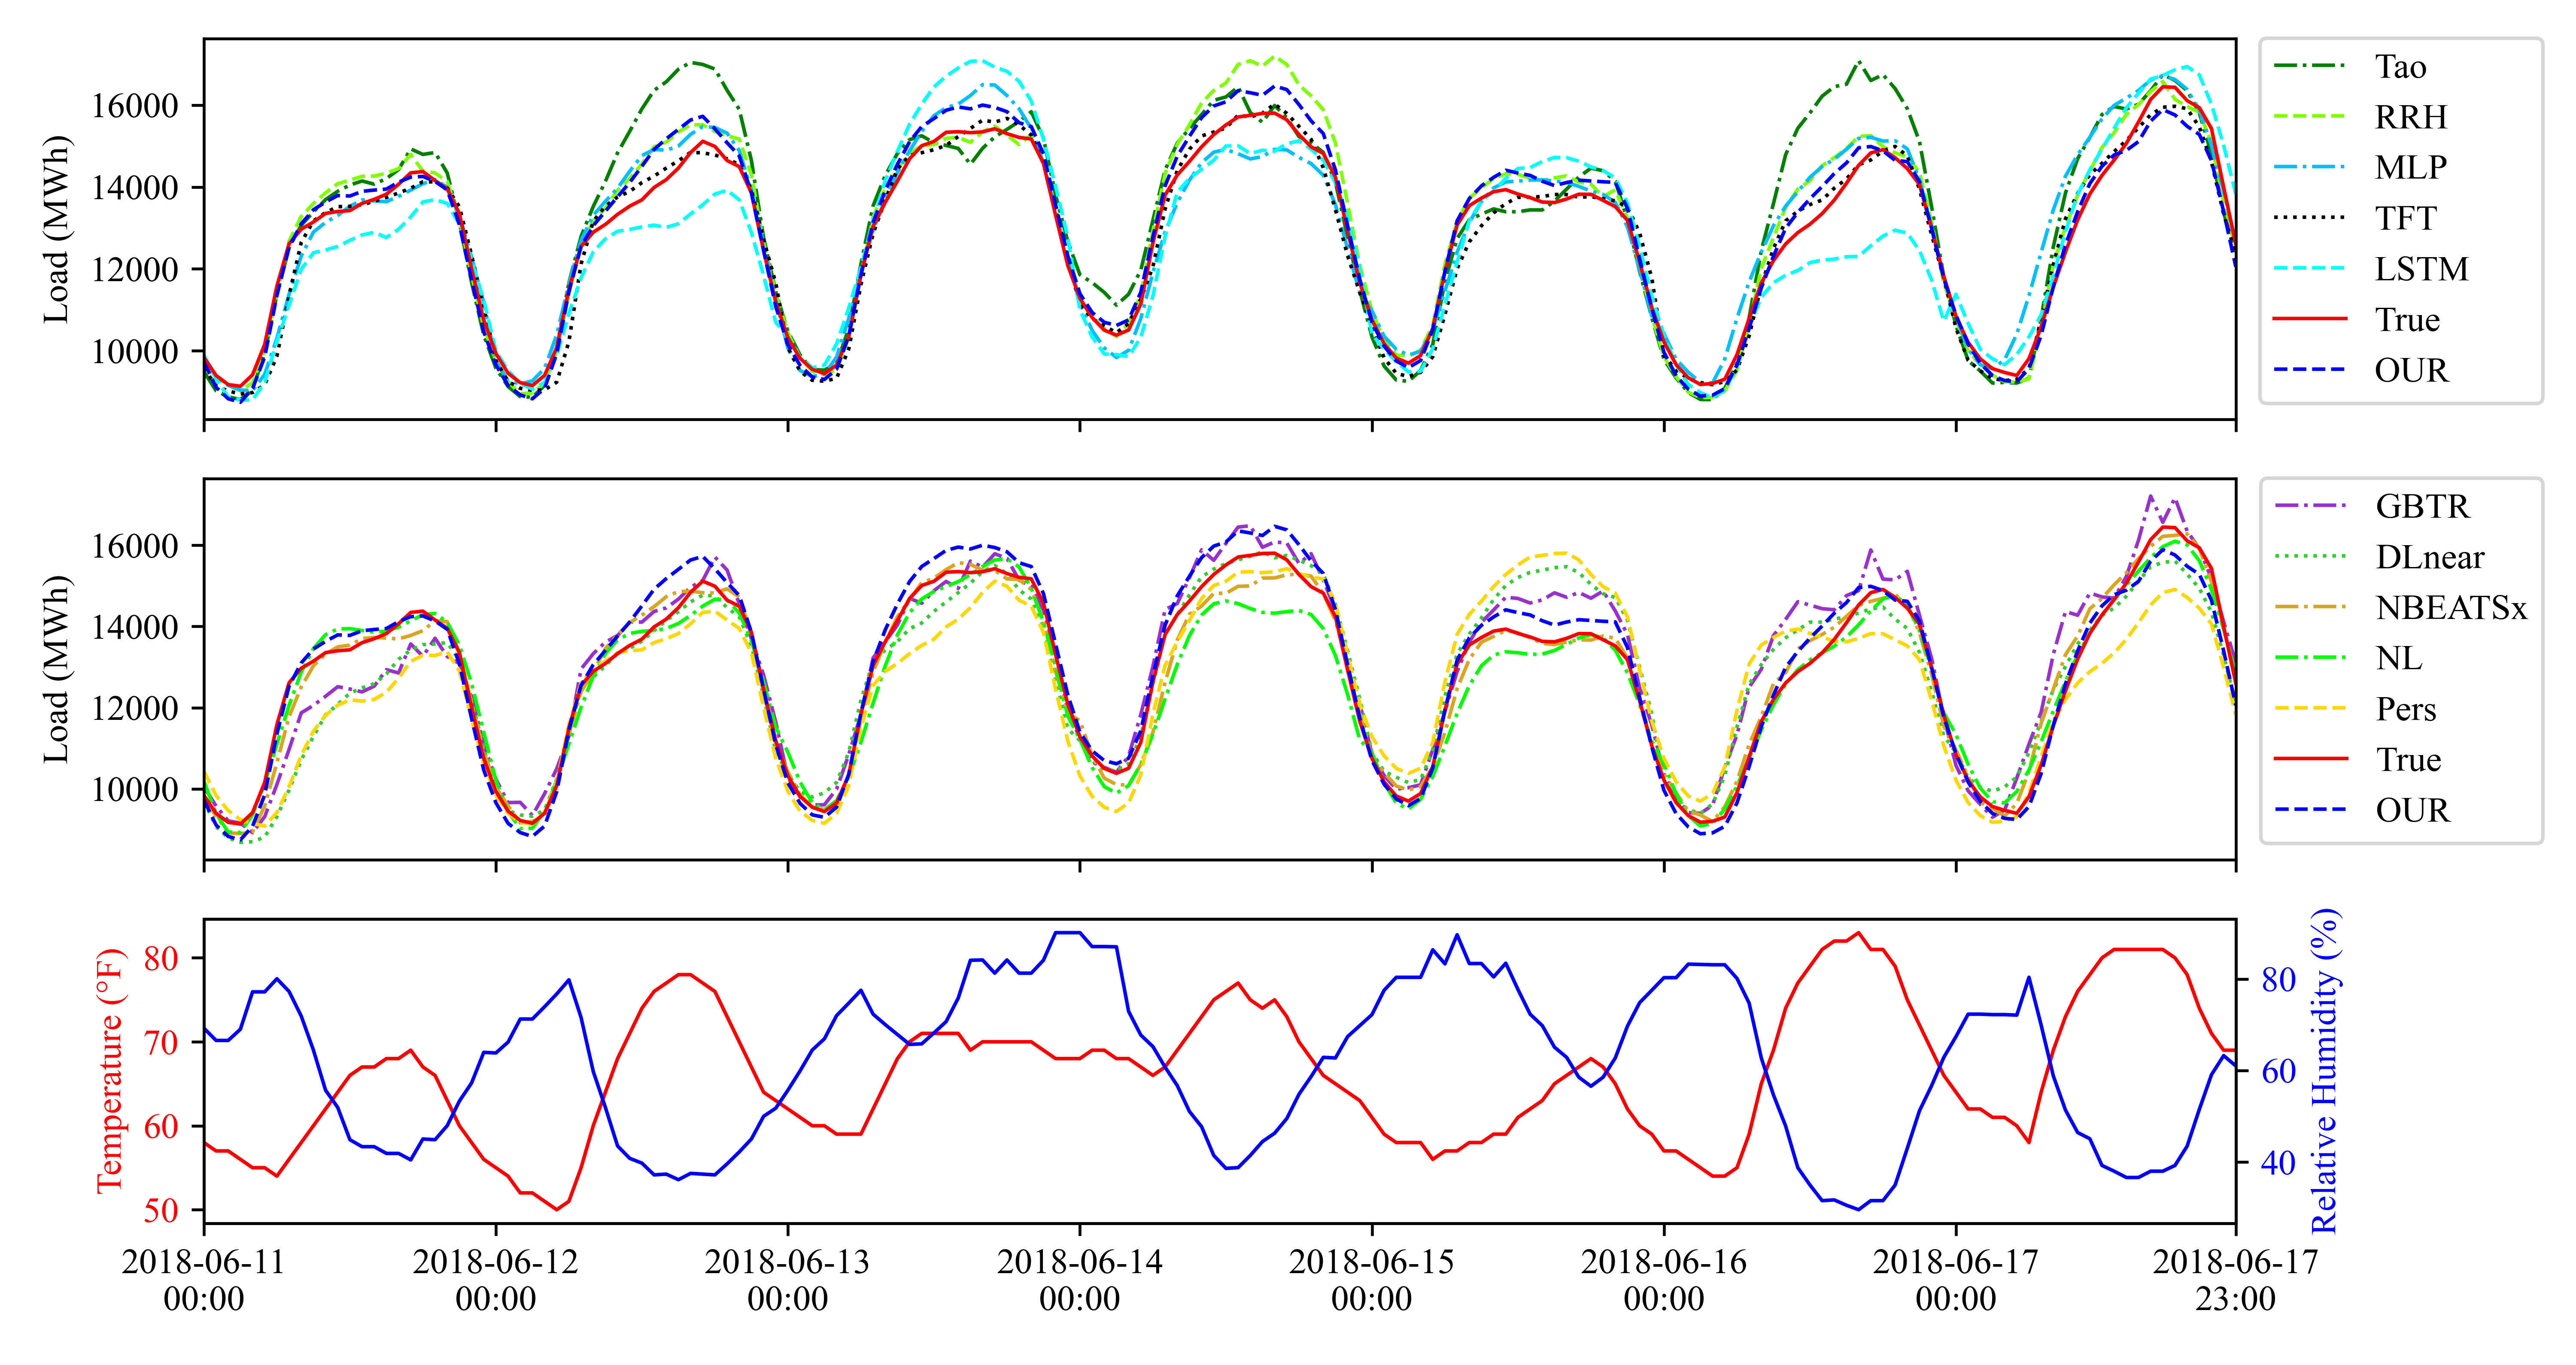 Load (MWh)
16000
14000
12000
10000
Tao
RRH
MLP
TFT
LSTM
True
OUR
Load (MWh)
16000
14000
12000
10000
GBTR
DLnear
NBEATSx
NL
Pers
True
OUR
Temperature (°F)
80
70
60
50
80
60
40
Relative Humidity (%)
2018-06-11 2018-06-12 2018-06-13 2018-06-14 2018-06-15 2018-06-16 2018-06-17 2018-06-17
00:00 00:00 00:00 00:00 00:00 00:00 00:00 23:00